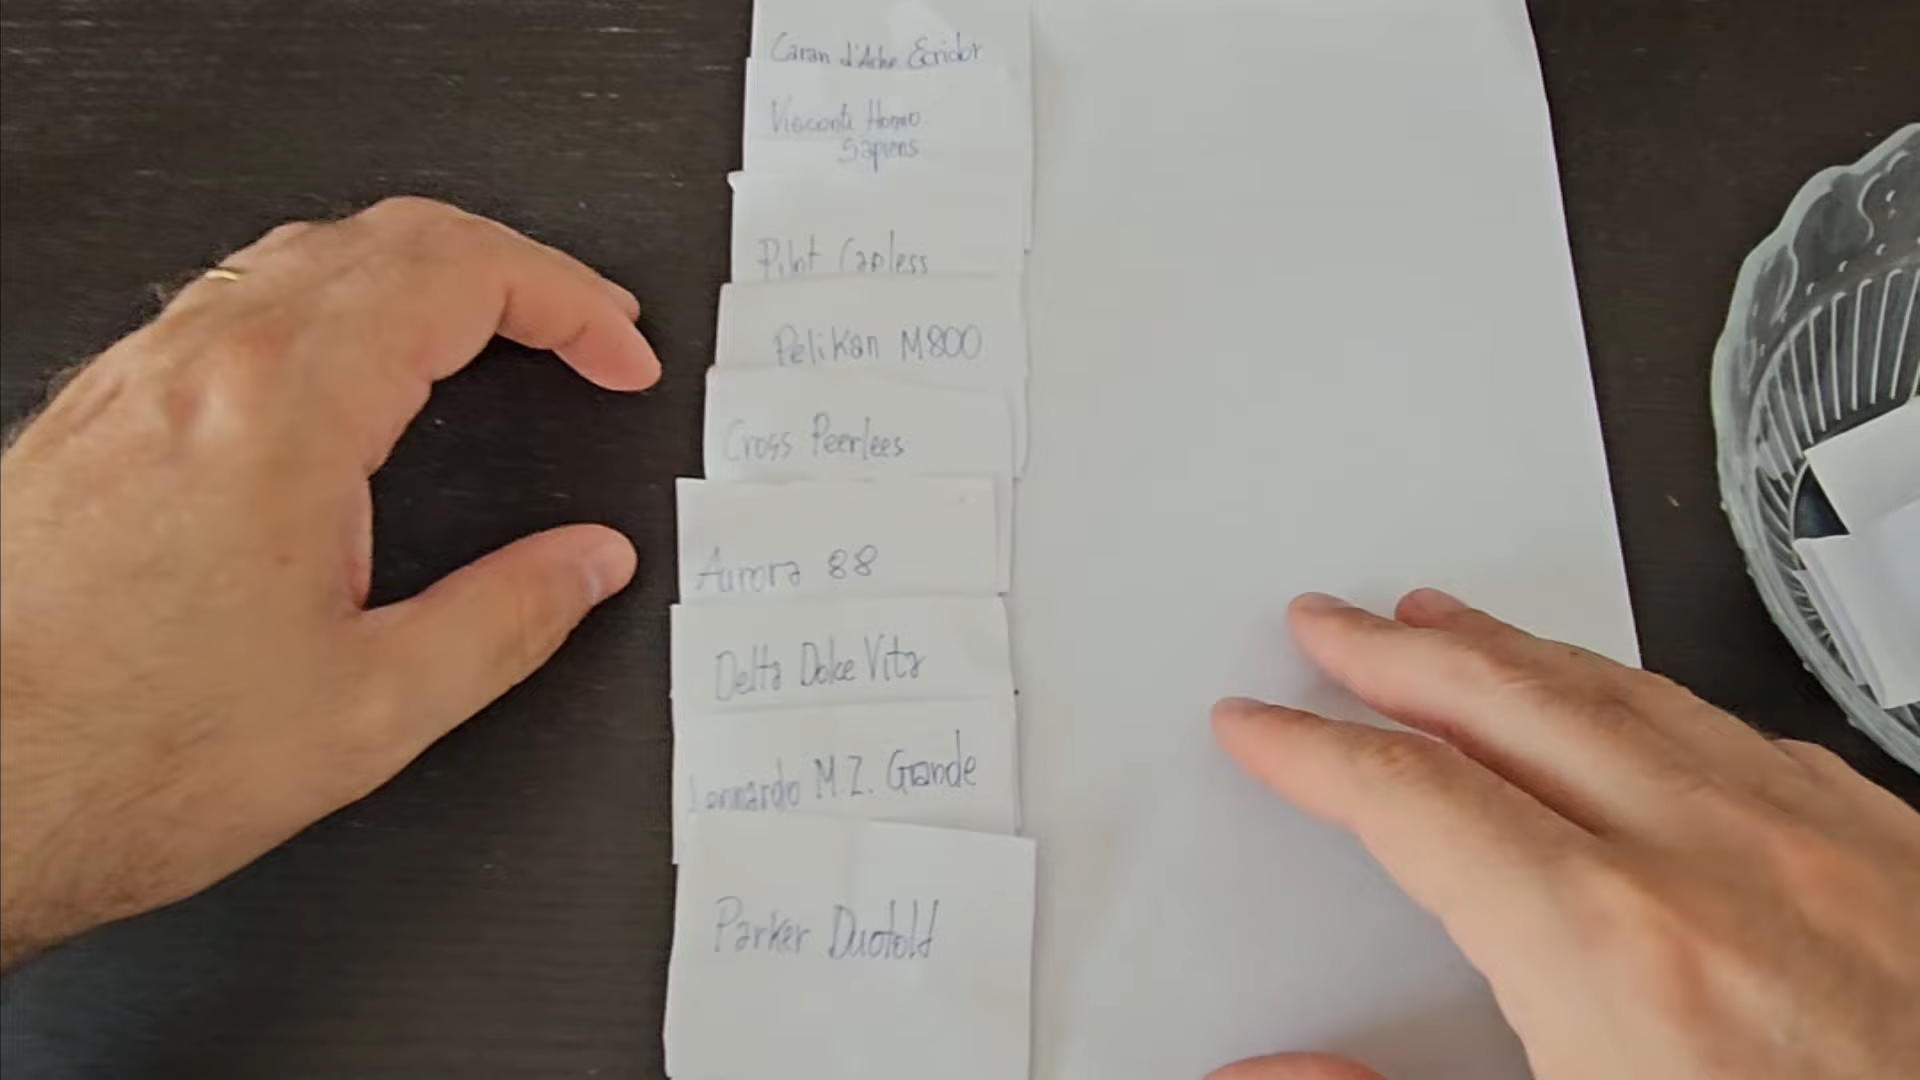 Caran d'Ache Ecridor
Visconti Homo
Sapiens
Pilot Capless
Pelikan M800
Cross Peerlees
Aurora 88
Delta Dolce Vita
Leonardo M.Z. Grande
Parker Duofold